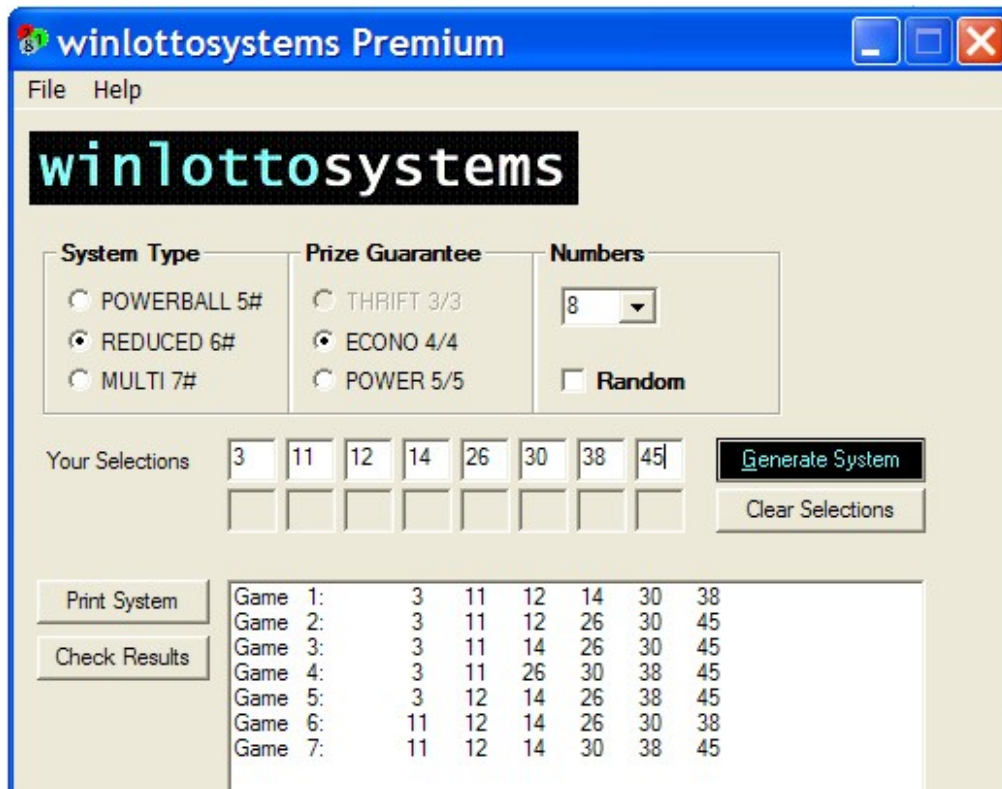 winlottosystems Premium
File Help
winlottosystems
System Type Prize Guarantee Numbers
POWERBALL 5# THRIFT 3/3 8
REDUCED 6# ECONO 4/4
MULTI 7# POWER 5/5 Random
Your Selections 3 11 12 14 26 30 38 45 Generate System
Clear Selections
Print System
Check Results
Game 1: 3 11 12 14 30 38
Game 2: 3 11 12 26 30 45
Game 3: 3 11 14 26 30 45
Game 4: 3 11 26 30 38 45
Game 5: 3 12 14 26 38 45
Game 6: 11 12 14 26 30 38
Game 7: 11 12 14 30 38 45